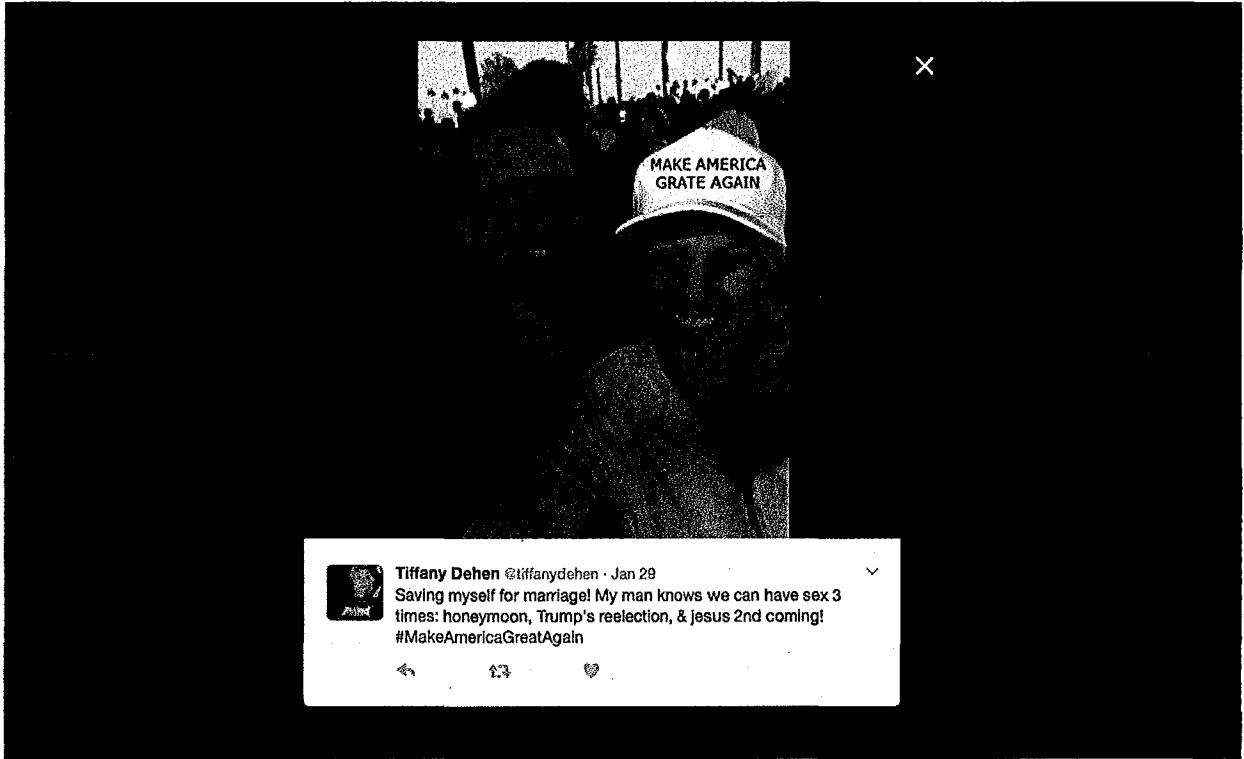 MAKE AMERICA
GRATE AGAIN
Tiffany Dehen @tiffanydehen · Jan 29
Saving myself for marriage! My man knows we can have sex 3
times: honeymoon, Trump's reelection, & jesus 2nd coming!
#MakeAmericaGreatAgain